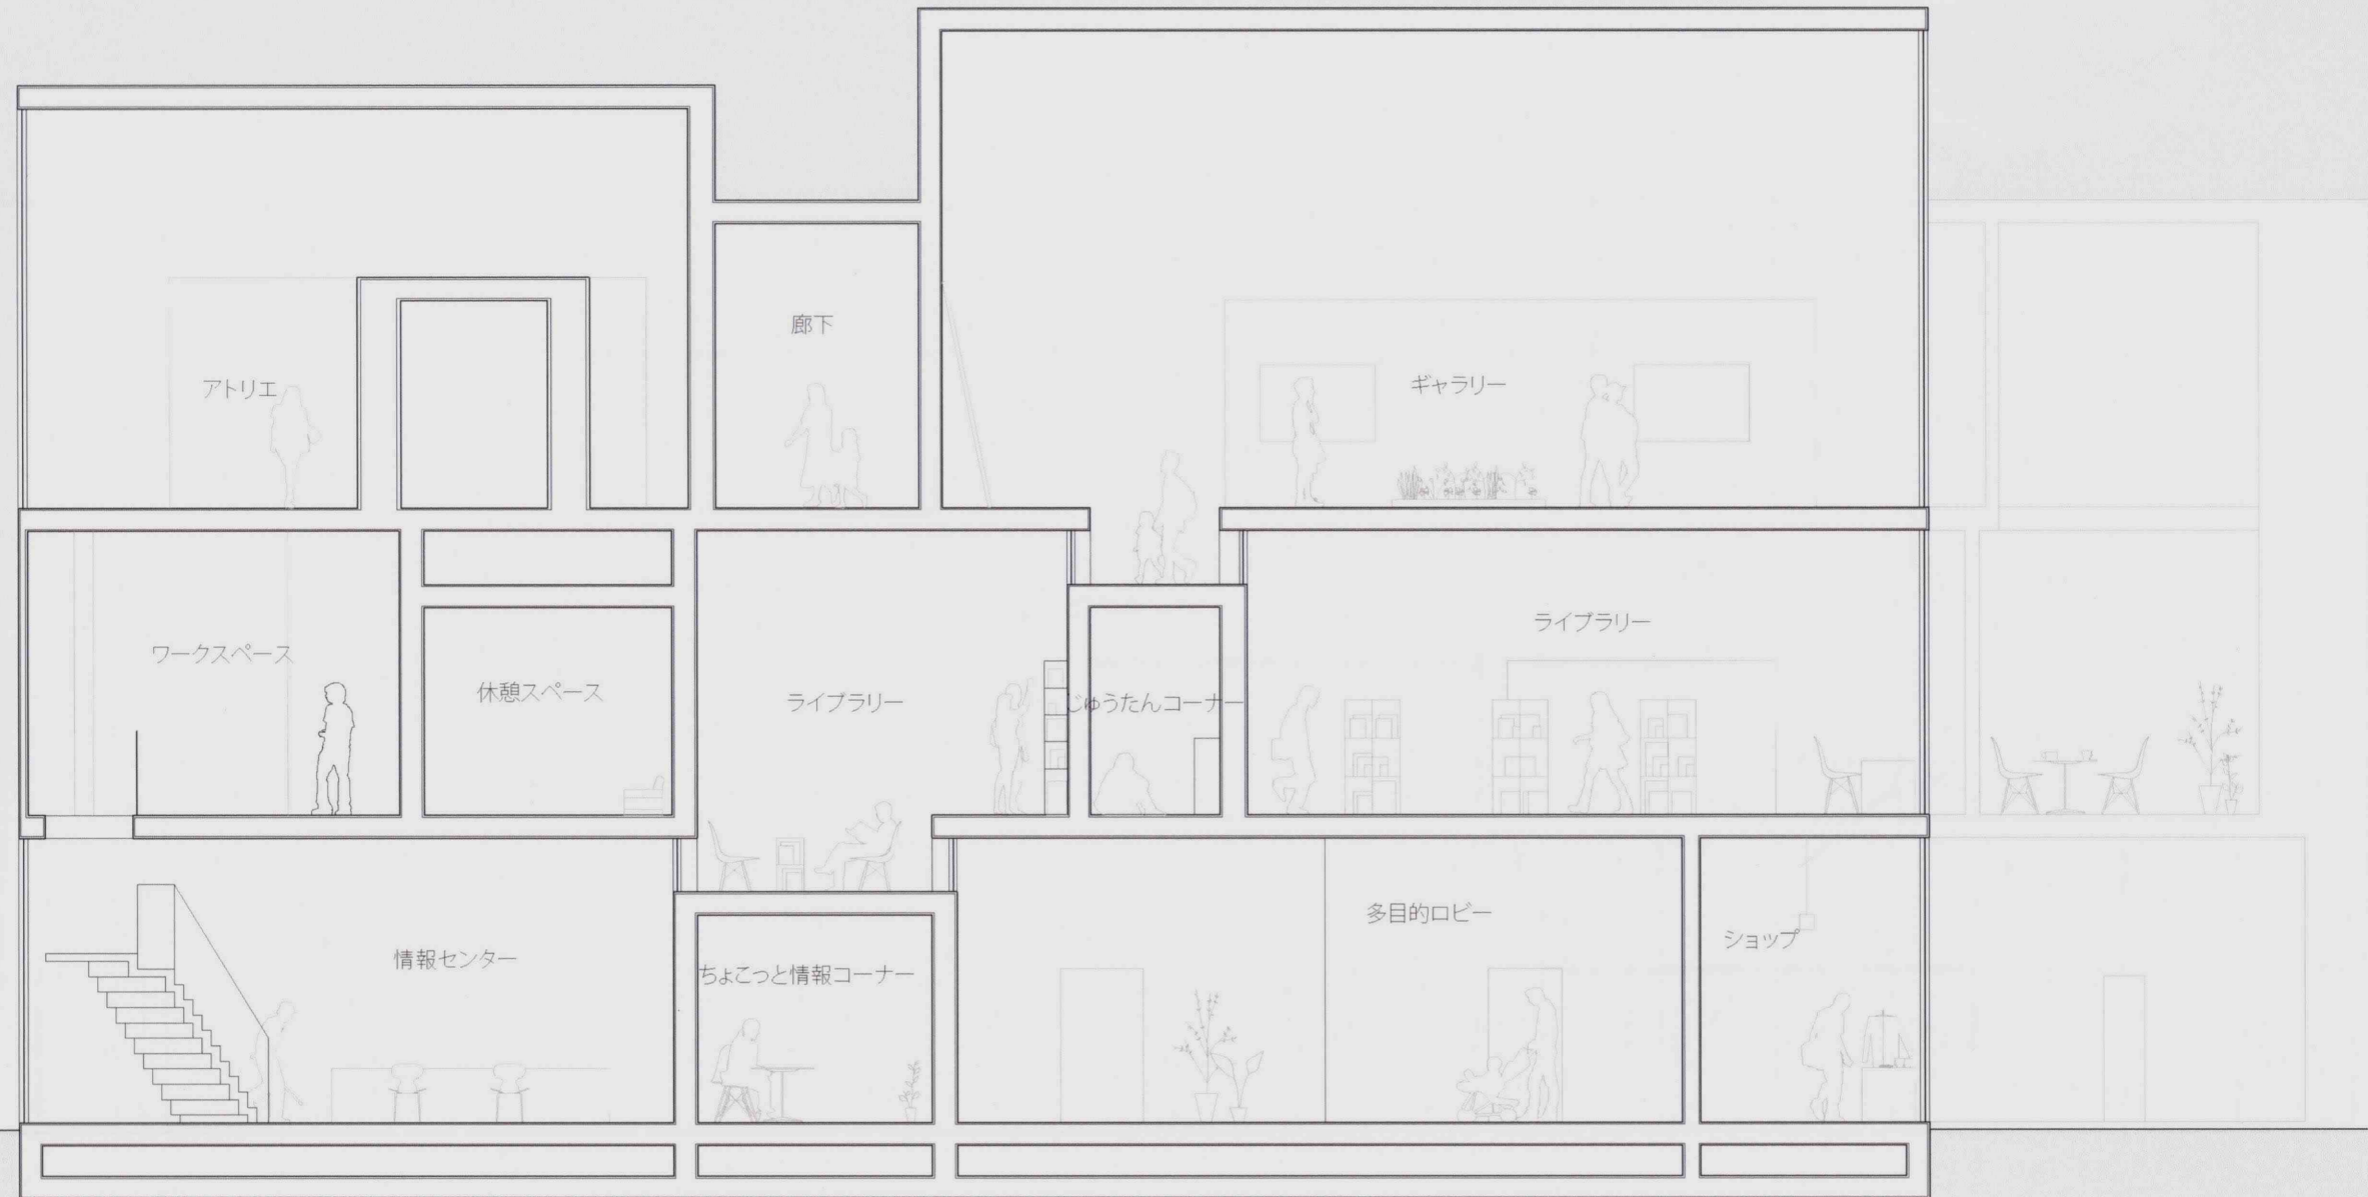 廊下
アトリエ
ギャラリー
ワークスペース
休憩スペース
ライブラリー
じゅうたんコーナー
ライブラリー
情報センター
ちょこっと情報コーナー
多目的ロビー
ショップ